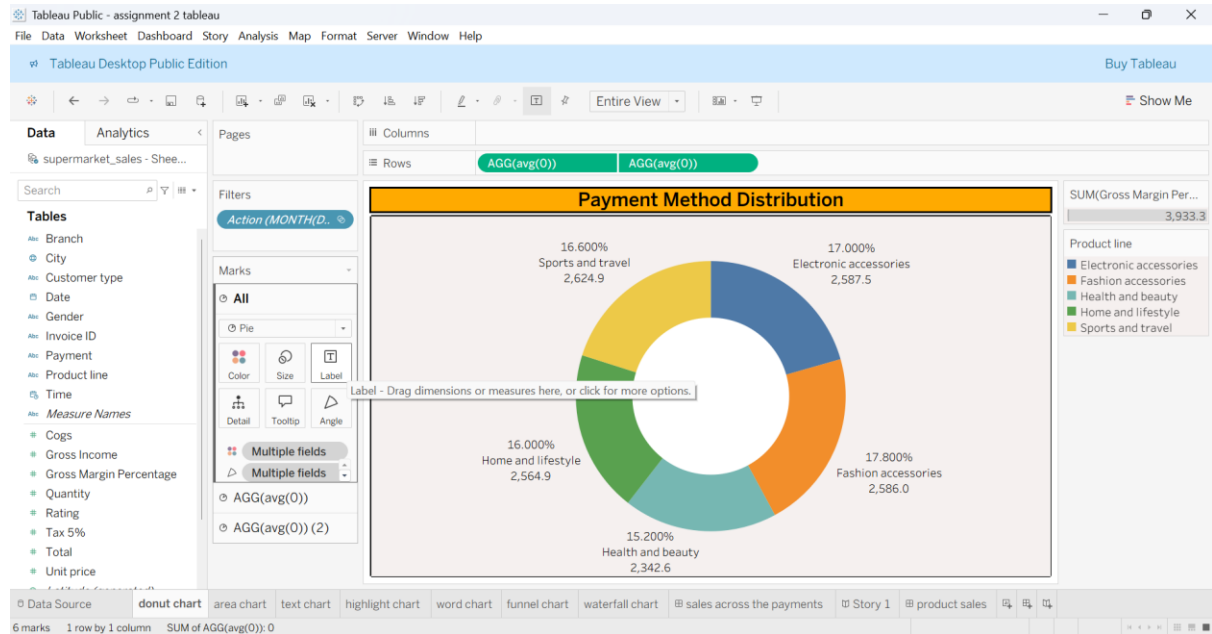 Tableau Public - assignment 2 tableau
File Data Worksheet Dashboard Story Analysis Map Format Server Window Help
Tableau Desktop Public Edition
Buy Tableau
Entire View
Show Me
Data
Analytics
supermarket_sales - Shee...
Search
Tables
Abc Branch
City
Abc Customer type
Date
Abc Gender
Abc Invoice ID
Abc Payment
Abc Product line
Time
Abc Measure Names
# Cogs
# Gross Income
# Gross Margin Percentage
# Quantity
# Rating
# Tax 5%
# Total
# Unit price
Pages
Filters
Action (MONTH(D..
Marks
All
Pie
Color Size Label
Detail Tooltip Angle
Multiple fields
Multiple fields
AGG(avg(0))
AGG(avg(0)) (2)
Columns
Rows
AGG(avg(0)) AGG(avg(0))
Payment Method Distribution
16.600%
Sports and travel
2,624.9
17.000%
Electronic accessories
2,587.5
Label - Drag dimensions or measures here, or click for more options.
16.000%
Home and lifestyle
2,564.9
17.800%
Fashion accessories
2,586.0
15.200%
Health and beauty
2,342.6
SUM(Gross Margin Per...
3,933.3
Product line
Electronic accessories
Fashion accessories
Health and beauty
Home and lifestyle
Sports and travel
Data Source donut chart area chart text chart highlight chart word chart funnel chart waterfall chart sales across the payments Story 1 product sales
6 marks 1 row by 1 column SUM of AGG(avg(0)): 0